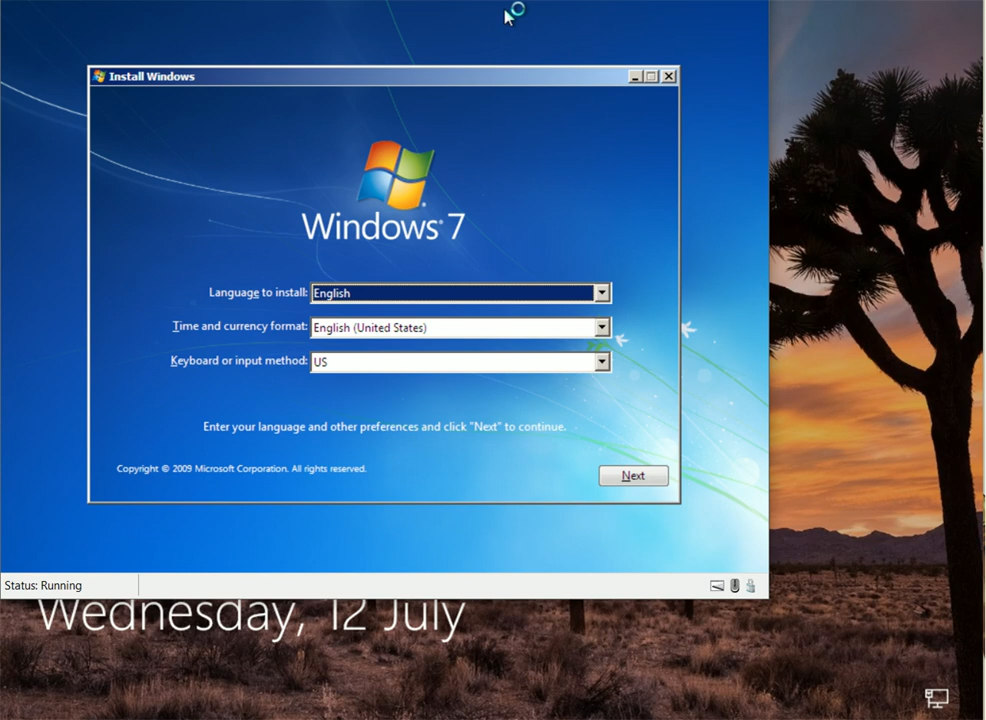 Install Windows
Windows® 7
Language to install: English
Time and currency format: English (United States)
Keyboard or input method: US
Enter your language and other preferences and click "Next" to continue.
Copyright © 2009 Microsoft Corporation. All rights reserved.
Next
Status: Running
Wednesday, 12 July